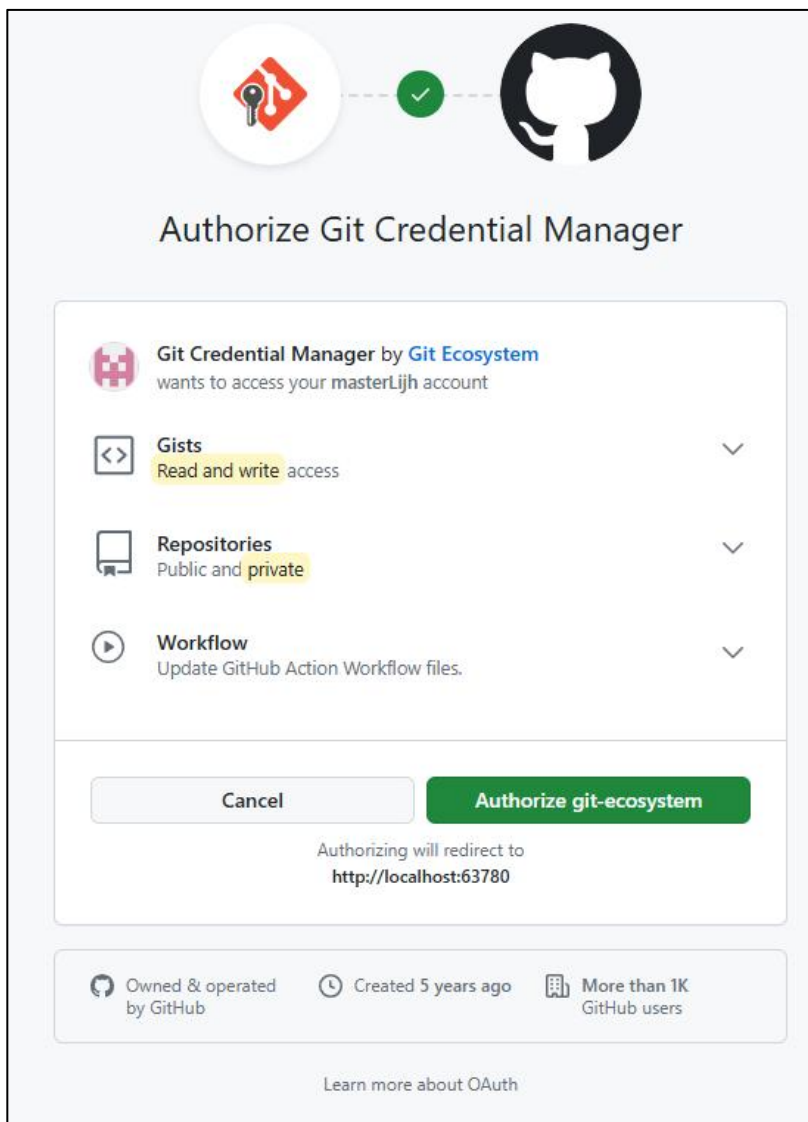 Authorize Git Credential Manager
Git Credential Manager by Git Ecosystem
wants to access your masterLijh account
Gists
Read and write access
Repositories
Public and private
Workflow
Update GitHub Action Workflow files.
Cancel
Authorize git-ecosystem
Authorizing will redirect to
http://localhost:63780
Owned & operated
by GitHub
Created 5 years ago
More than 1K
GitHub users
Learn more about OAuth